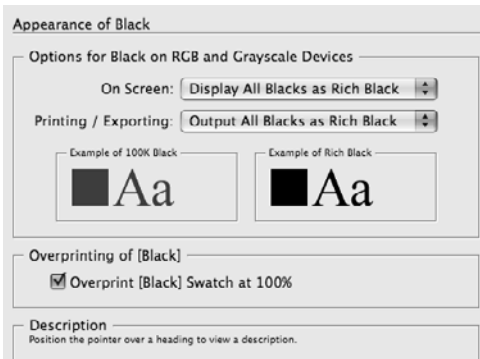 Appearance of Black
Options for Black on RGB and Grayscale Devices
On Screen: Display All Blacks as Rich Black
Printing / Exporting: Output All Blacks as Rich Black
Example of 100K Black
Example of Rich Black
Aa
Aa
Overprinting of [Black]
Overprint [Black] Swatch at 100%
Description
Position the pointer over a heading to view a description.